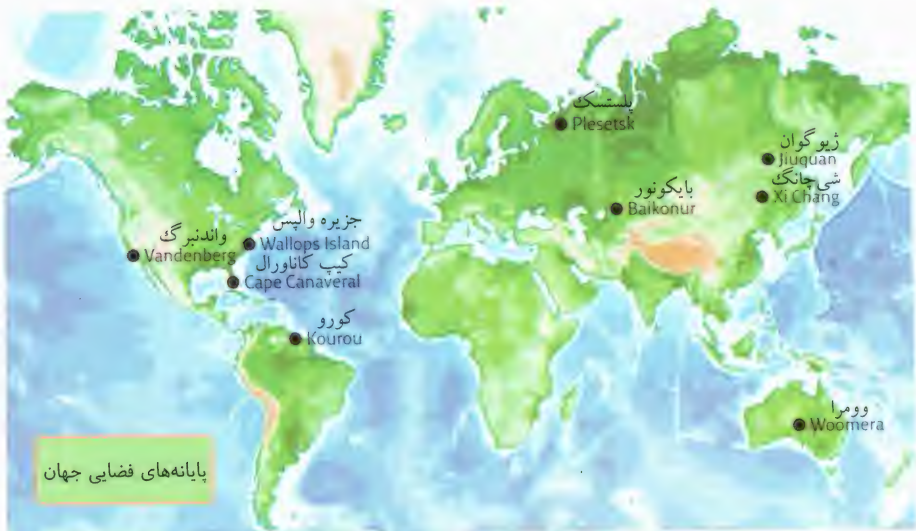 پلستسک
Plesetsk
ژیوگوان
Jiuquan
شی‌چانگ
Xi Chang
بایکونور
Baikonur
جزیره والپس
Wallops Island
واندنبرگ
Vandenberg
کیپ کاناورال
Cape Canaveral
کورو
Kourou
وومرا
Woomera
پایانه‌های فضایی جهان